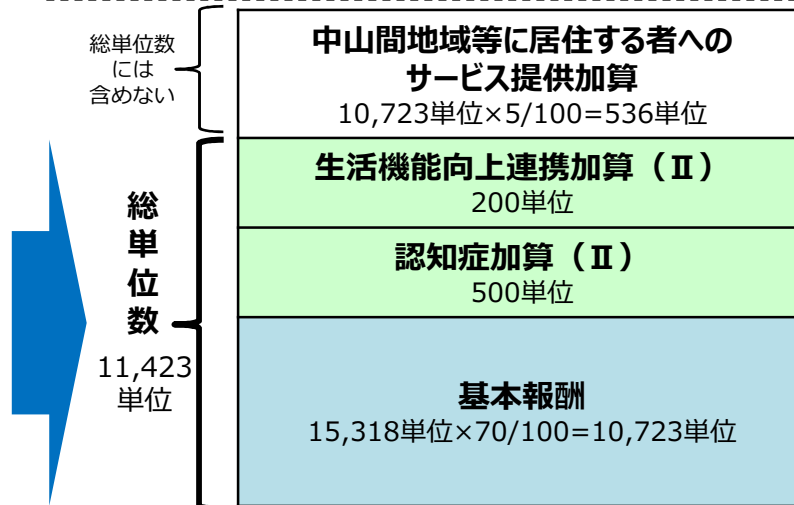 総単位数
には
含めない
中山間地域等に居住する者への
サービス提供加算
10,723単位×5/100=536単位
総
単
位
数
11,423
単位
生活機能向上連携加算（Ⅱ）
200単位
認知症加算（Ⅱ）
500単位
基本報酬
15,318単位×70/100=10,723単位